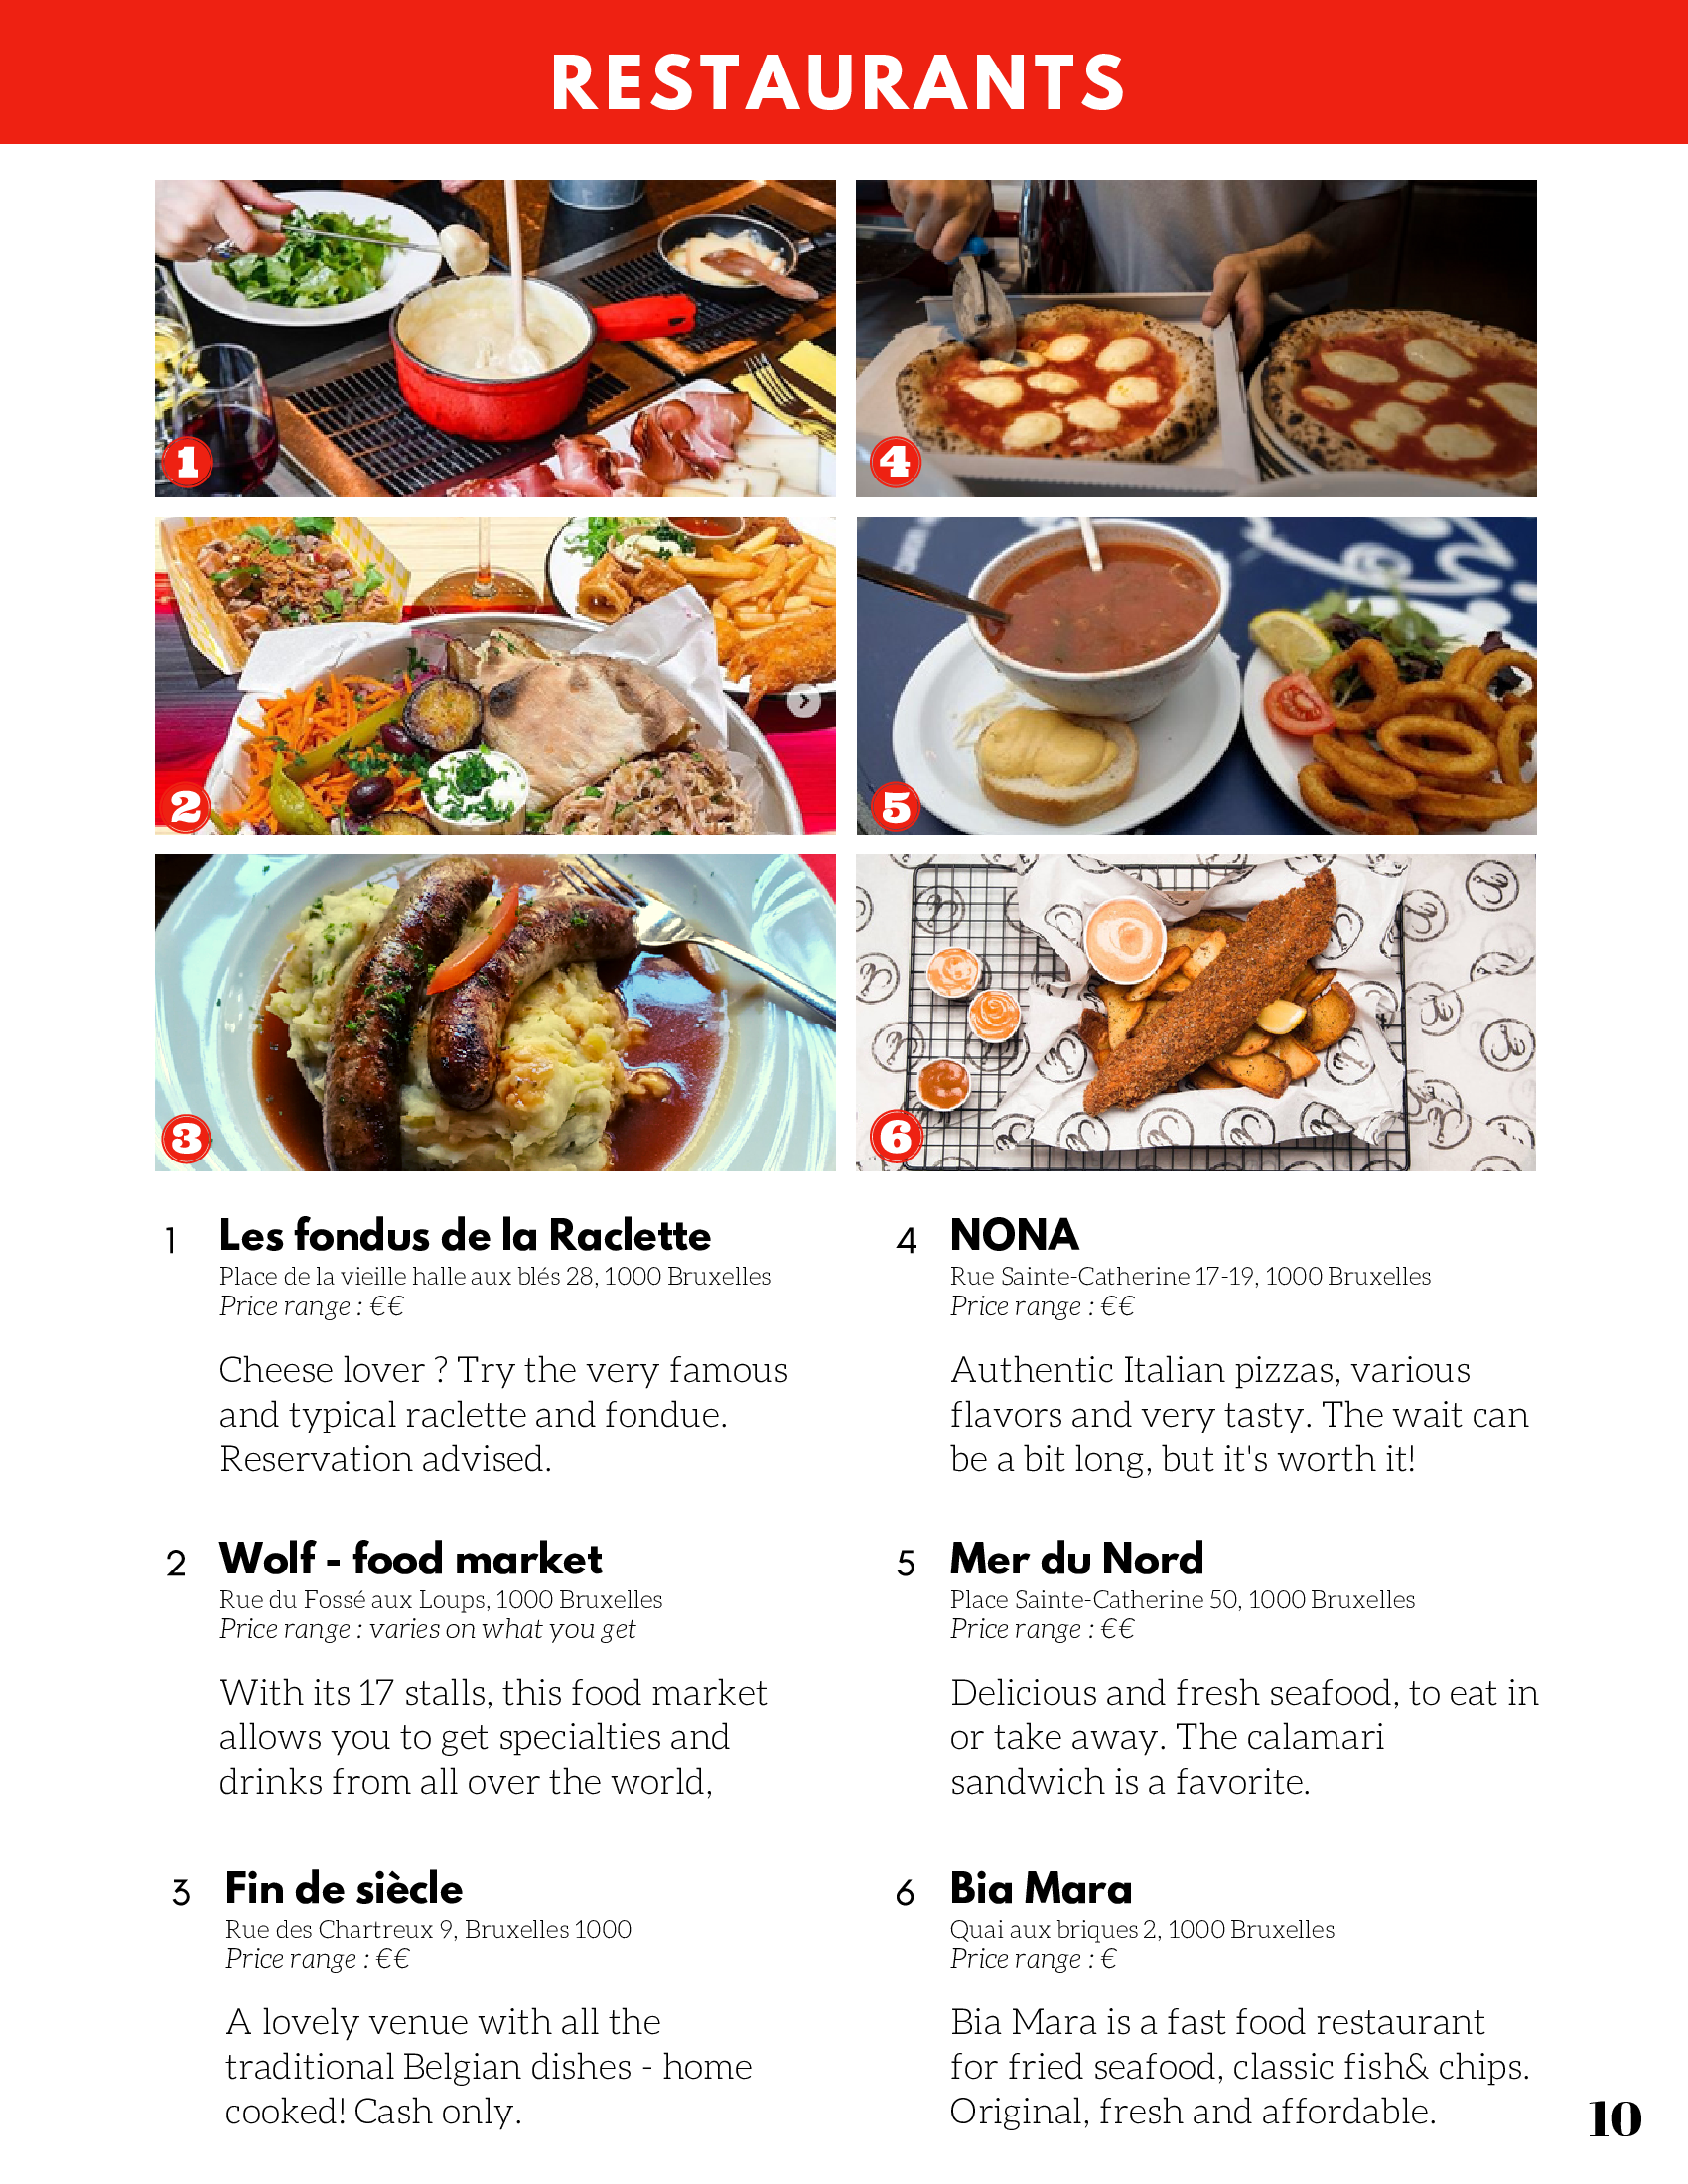 RESTAURANTS
1
4
2
5
3
6
1 Les fondus de la Raclette
Place de la vieille halle aux blés 28, 1000 Bruxelles
Price range : €€
Cheese lover ? Try the very famous
and typical raclette and fondue.
Reservation advised.
2 Wolf - food market
Rue du Fossé aux Loups, 1000 Bruxelles
Price range : varies on what you get
With its 17 stalls, this food market
allows you to get specialties and
drinks from all over the world,
3 Fin de siècle
Rue des Chartreux 9, Bruxelles 1000
Price range : €€
A lovely venue with all the
traditional Belgian dishes - home
cooked! Cash only.
4 NONA
Rue Sainte-Catherine 17-19, 1000 Bruxelles
Price range : €€
Authentic Italian pizzas, various
flavors and very tasty. The wait can
be a bit long, but it's worth it!
5 Mer du Nord
Place Sainte-Catherine 50, 1000 Bruxelles
Price range : €€
Delicious and fresh seafood, to eat in
or take away. The calamari
sandwich is a favorite.
6 Bia Mara
Quai aux briques 2, 1000 Bruxelles
Price range : €
Bia Mara is a fast food restaurant
for fried seafood, classic fish& chips.
Original, fresh and affordable.
10